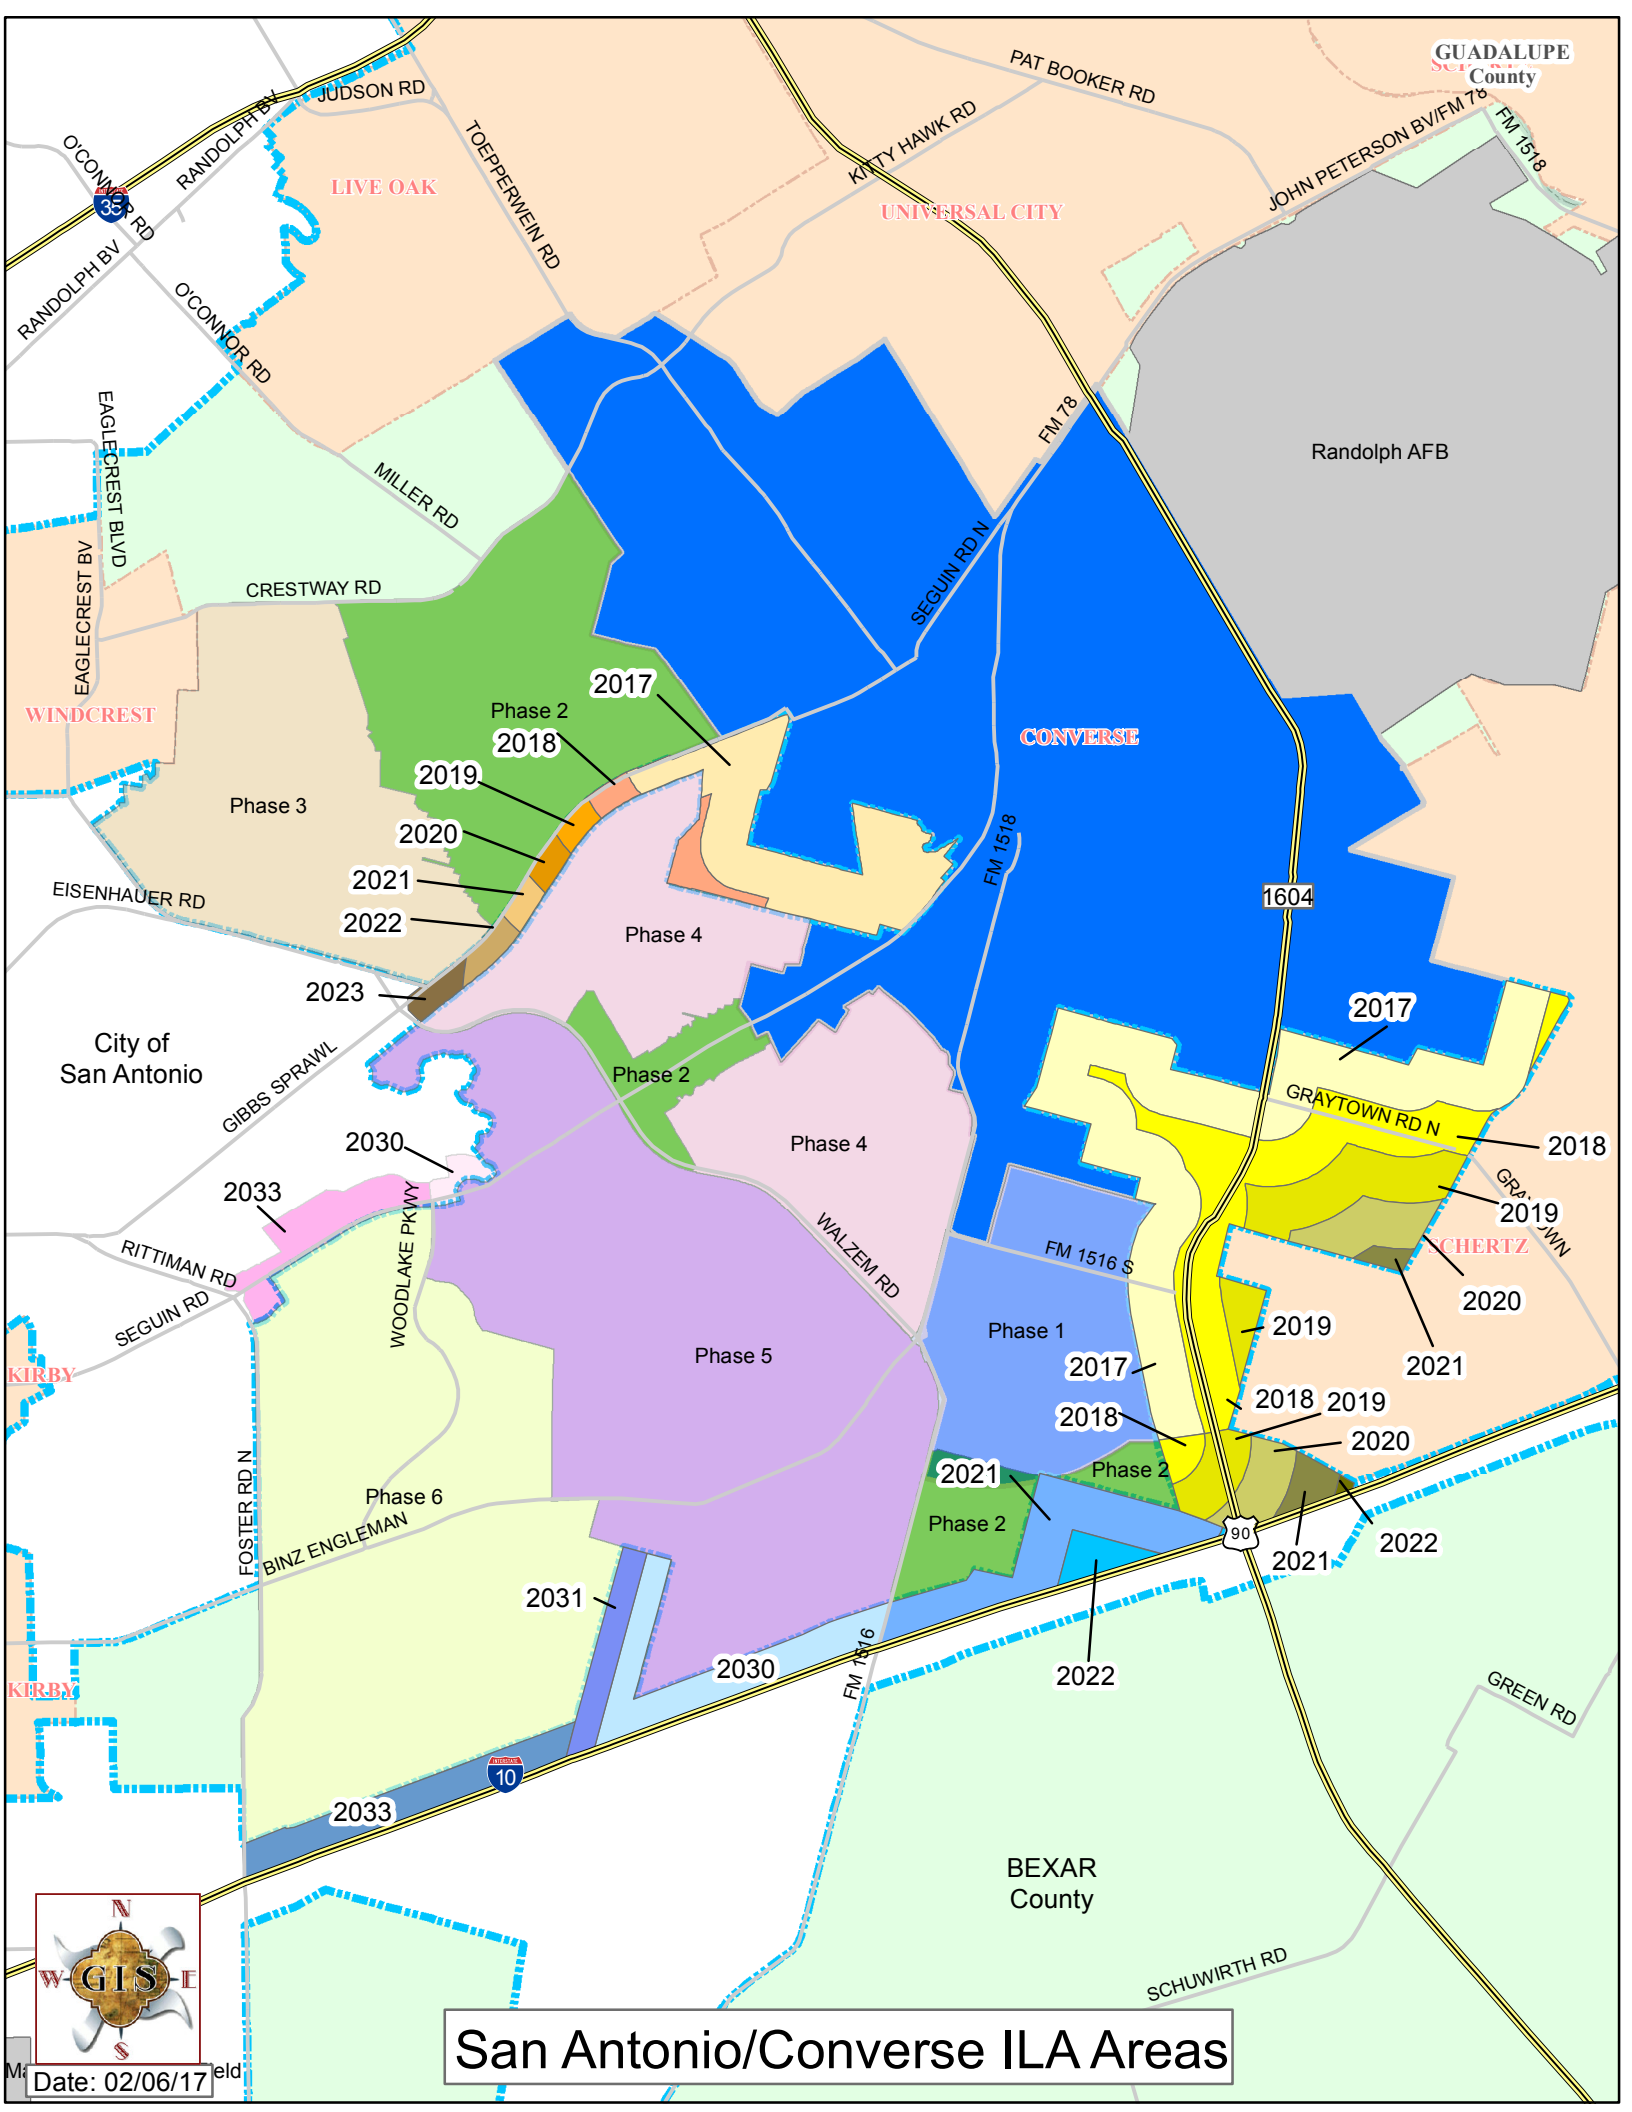 GUADALUPE
County
PAT BOOKER RD
JUDSON RD
RANDOLPH BV
O'CONNOR RD
TOEPPERWEIN RD
KITTY HAWK RD
JOHN PETERSON BV/FM 78
FM 1518
LIVE OAK
UNIVERSAL CITY
INTERSTATE
35
RANDOLPH BV
O'CONNOR RD
EAGLECREST BLVD
FM 78
Randolph AFB
MILLER RD
SEGUIN RD N
EAGLECREST BV
CRESTWAY RD
WINDCREST
2017
Phase 2
2018
CONVERSE
2019
Phase 3
2020
FM 1518
2021
EISENHAUER RD
2022
1604
Phase 4
2023
2017
City of
San Antonio
GIBBS SPRAWL
Phase 2
GRAYTOWN RD N
2030
Phase 4
2018
2033
WOODLAKE PKWY
2019
GRAYTOWN
WALZEM RD
RITTIMAN RD
FM 1516 S
SCHERTZ
SEGUIN RD
2020
Phase 1
2019
Phase 5
2017
2021
KIRBY
2018
2019
2018
2020
2021
Phase 2
Phase 6
FOSTER RD N
BINZ ENGLEMAN
Phase 2
90
2022
2021
2031
FM 1516
2030
2022
KIRBY
GREEN RD
INTERSTATE
10
2033
BEXAR
County
SCHUWIRTH RD
N
W
GIS
E
S
eld
Date: 02/06/17
San Antonio/Converse ILA Areas